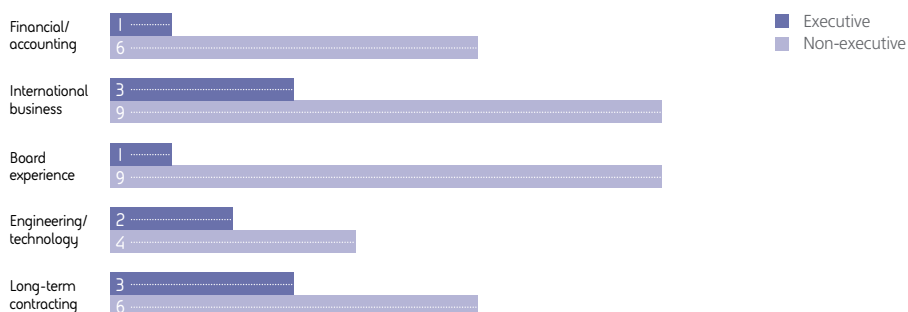 Financial/
accounting
1
6
Executive
Non-executive
International
business
3
9
Board
experience
1
9
Engineering/
technology
2
4
Long-term
contracting
3
6